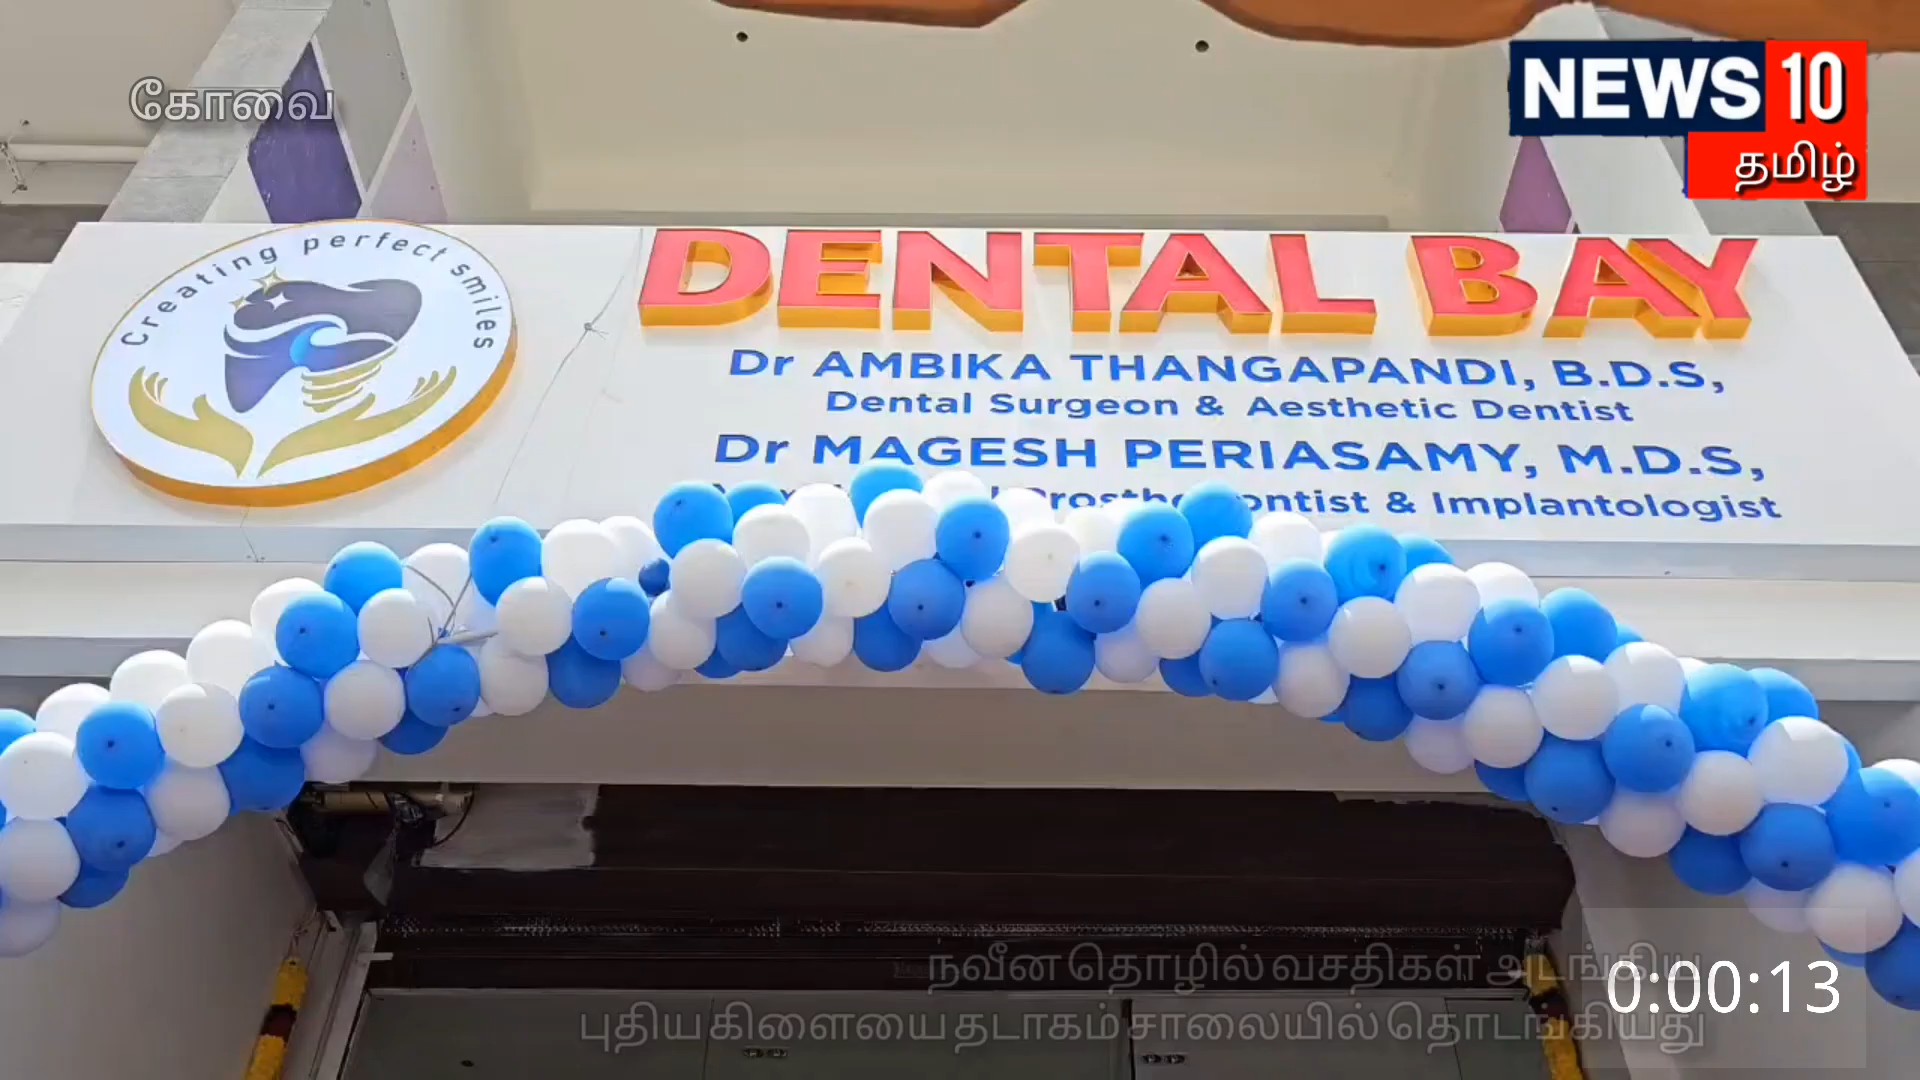 கோவை
NEWS 10
தமிழ்
Creating perfect smiles
DENTAL BAY
Dr AMBIKA THANGAPANDI, B.D.S,
Dental Surgeon & Aesthetic Dentist
Dr MAGESH PERIASAMY, M.D.S,
& Implantologist
நவீன தொழில் வசதிகள் அடங்கிய
புதிய கிளையை தடாகம் சாலையில் தொடங்கியது
0:00:13